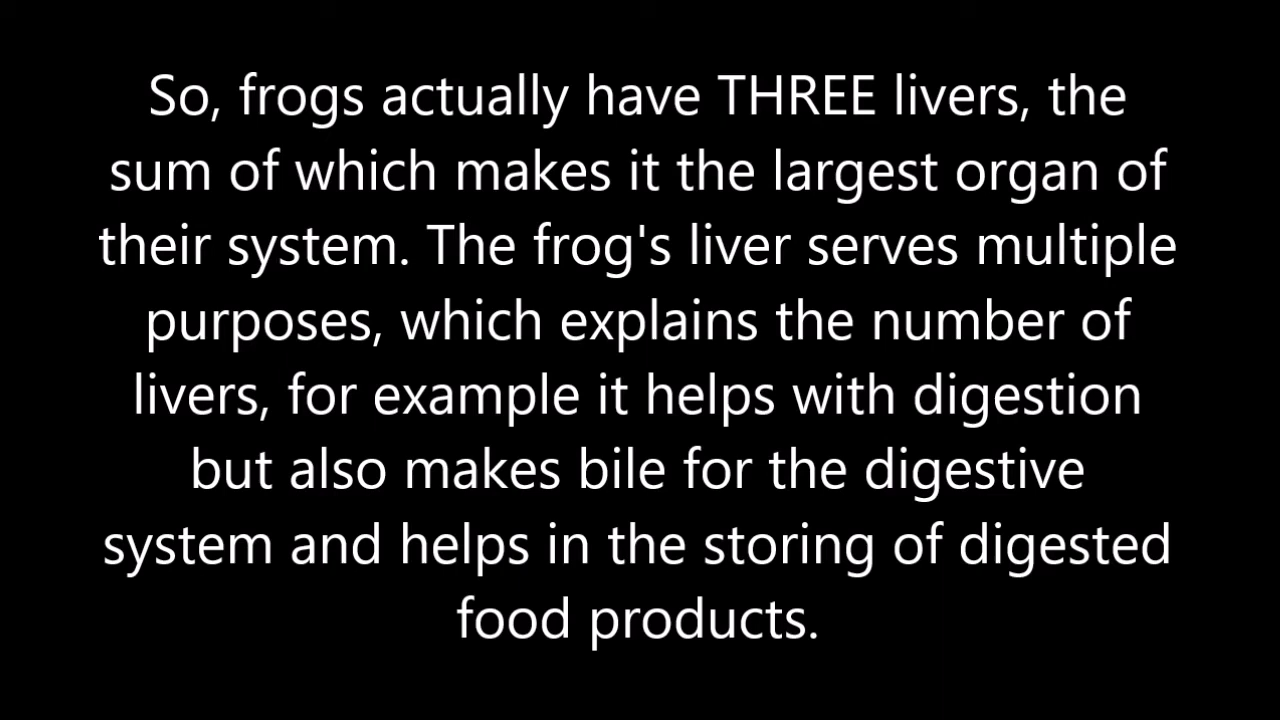 So, frogs actually have THREE livers, the
sum of which makes it the largest organ of
their system. The frog's liver serves multiple
purposes, which explains the number of
livers, for example it helps with digestion
but also makes bile for the digestive
system and helps in the storing of digested
food products.